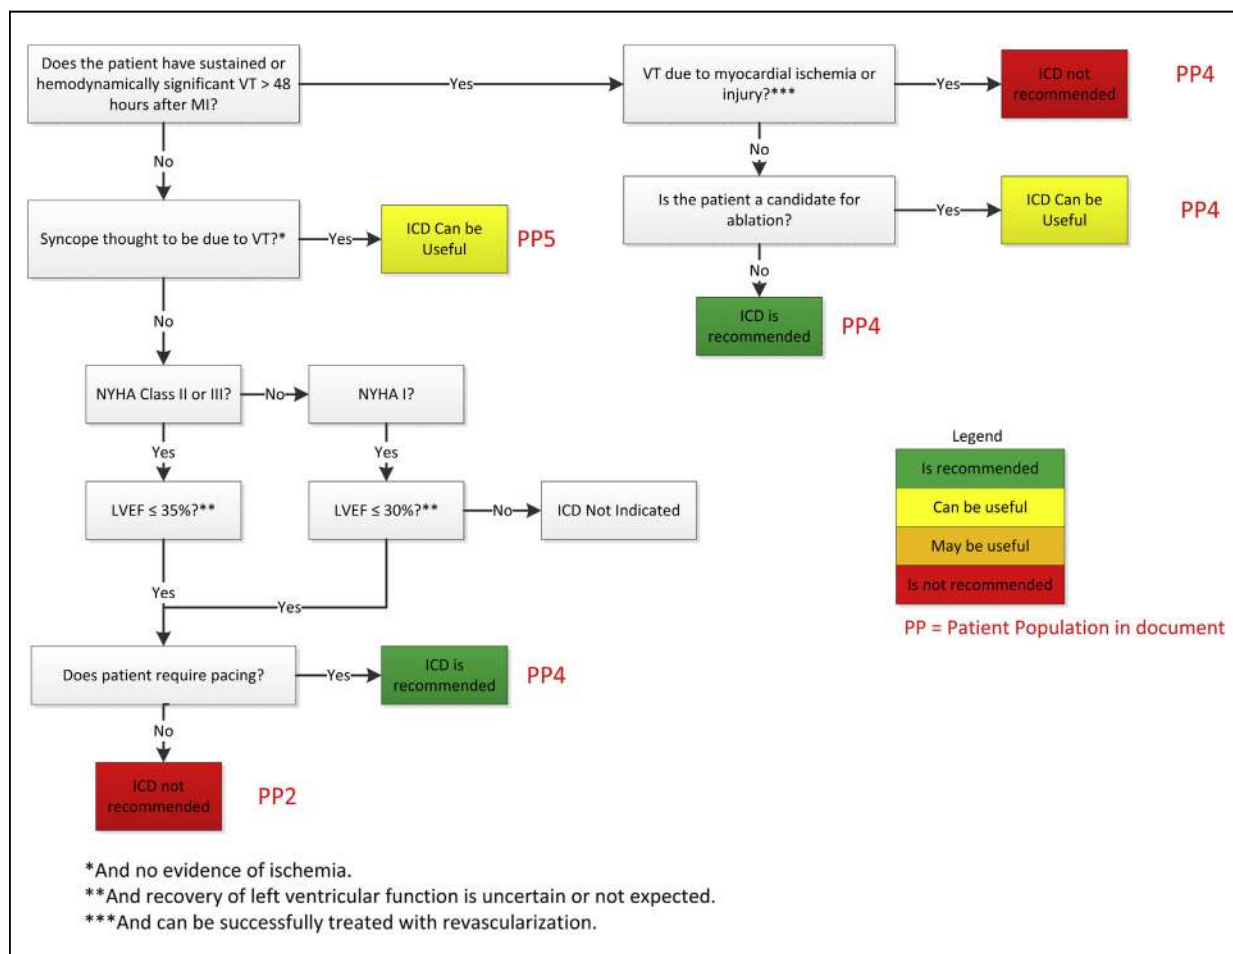 Does the patient have sustained or
hemodynamically significant VT > 48
hours after MI?
Yes
VT due to myocardial ischemia or
injury?***
Yes
ICD not
recommended
PP4
No
No
Syncope thought to be due to VT?*
Yes
ICD Can be
Useful
PP5
Is the patient a candidate for
ablation?
Yes
ICD Can be
Useful
PP4
No
No
ICD is
recommended
PP4
NYHA Class II or III?
No
NYHA I?
Yes
Yes
LVEF ≤ 35%?**
LVEF ≤ 30%?**
No
ICD Not Indicated
Yes
Yes
Does patient require pacing?
Yes
ICD is
recommended
PP4
No
ICD not
recommended
PP2
Legend
Is recommended
Can be useful
May be useful
Is not recommended
PP = Patient Population in document
*And no evidence of ischemia.
**And recovery of left ventricular function is uncertain or not expected.
***And can be successfully treated with revascularization.